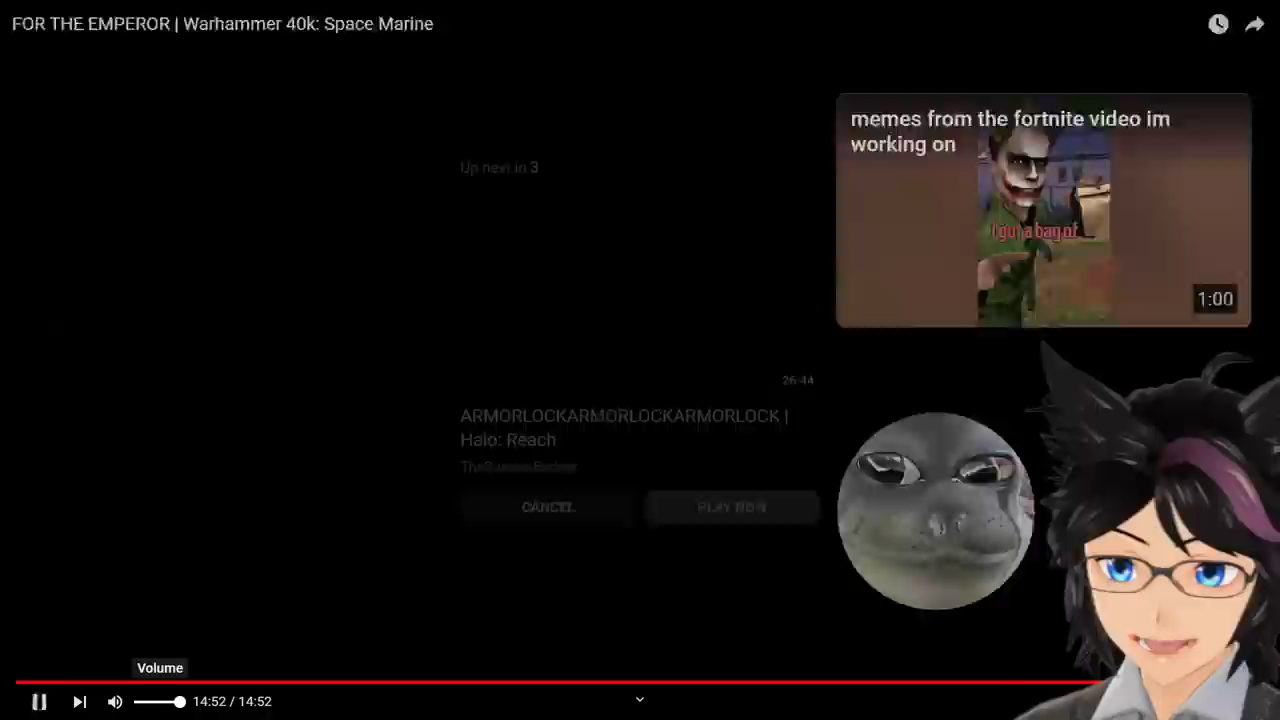 FOR THE EMPEROR | Warhammer 40k: Space Marine
memes from the fortnite video im
working on
Up next in 3
I got a bag of
1:00
26:44
ARMORLOCKARMORLOCKARMORLOCK |
Halo: Reach
CANCEL
PLAY NOW
Volume
14:52 / 14:52